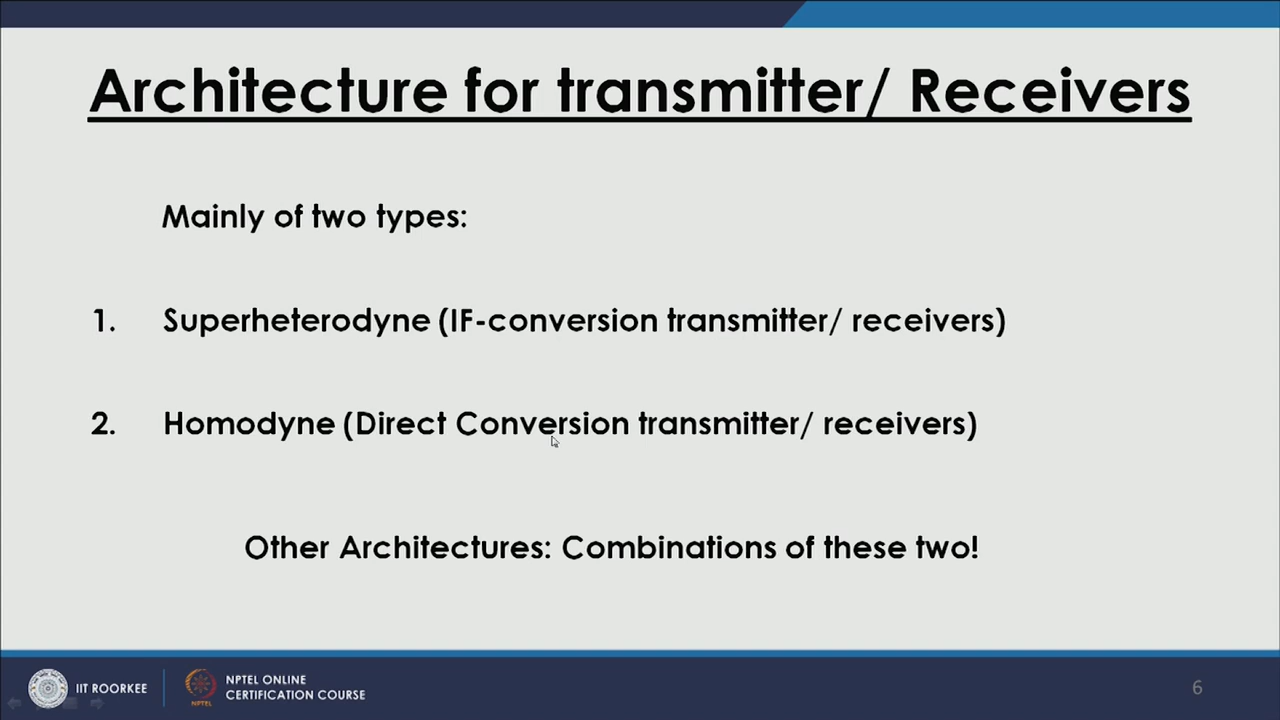 Architecture for transmitter/ Receivers
Mainly of two types:
1. Superheterodyne (IF-conversion transmitter/ receivers)
2. Homodyne (Direct Conversion transmitter/ receivers)
Other Architectures: Combinations of these two!
IIT ROORKEE
NPTEL ONLINE
CERTIFICATION COURSE
NPTEL
6